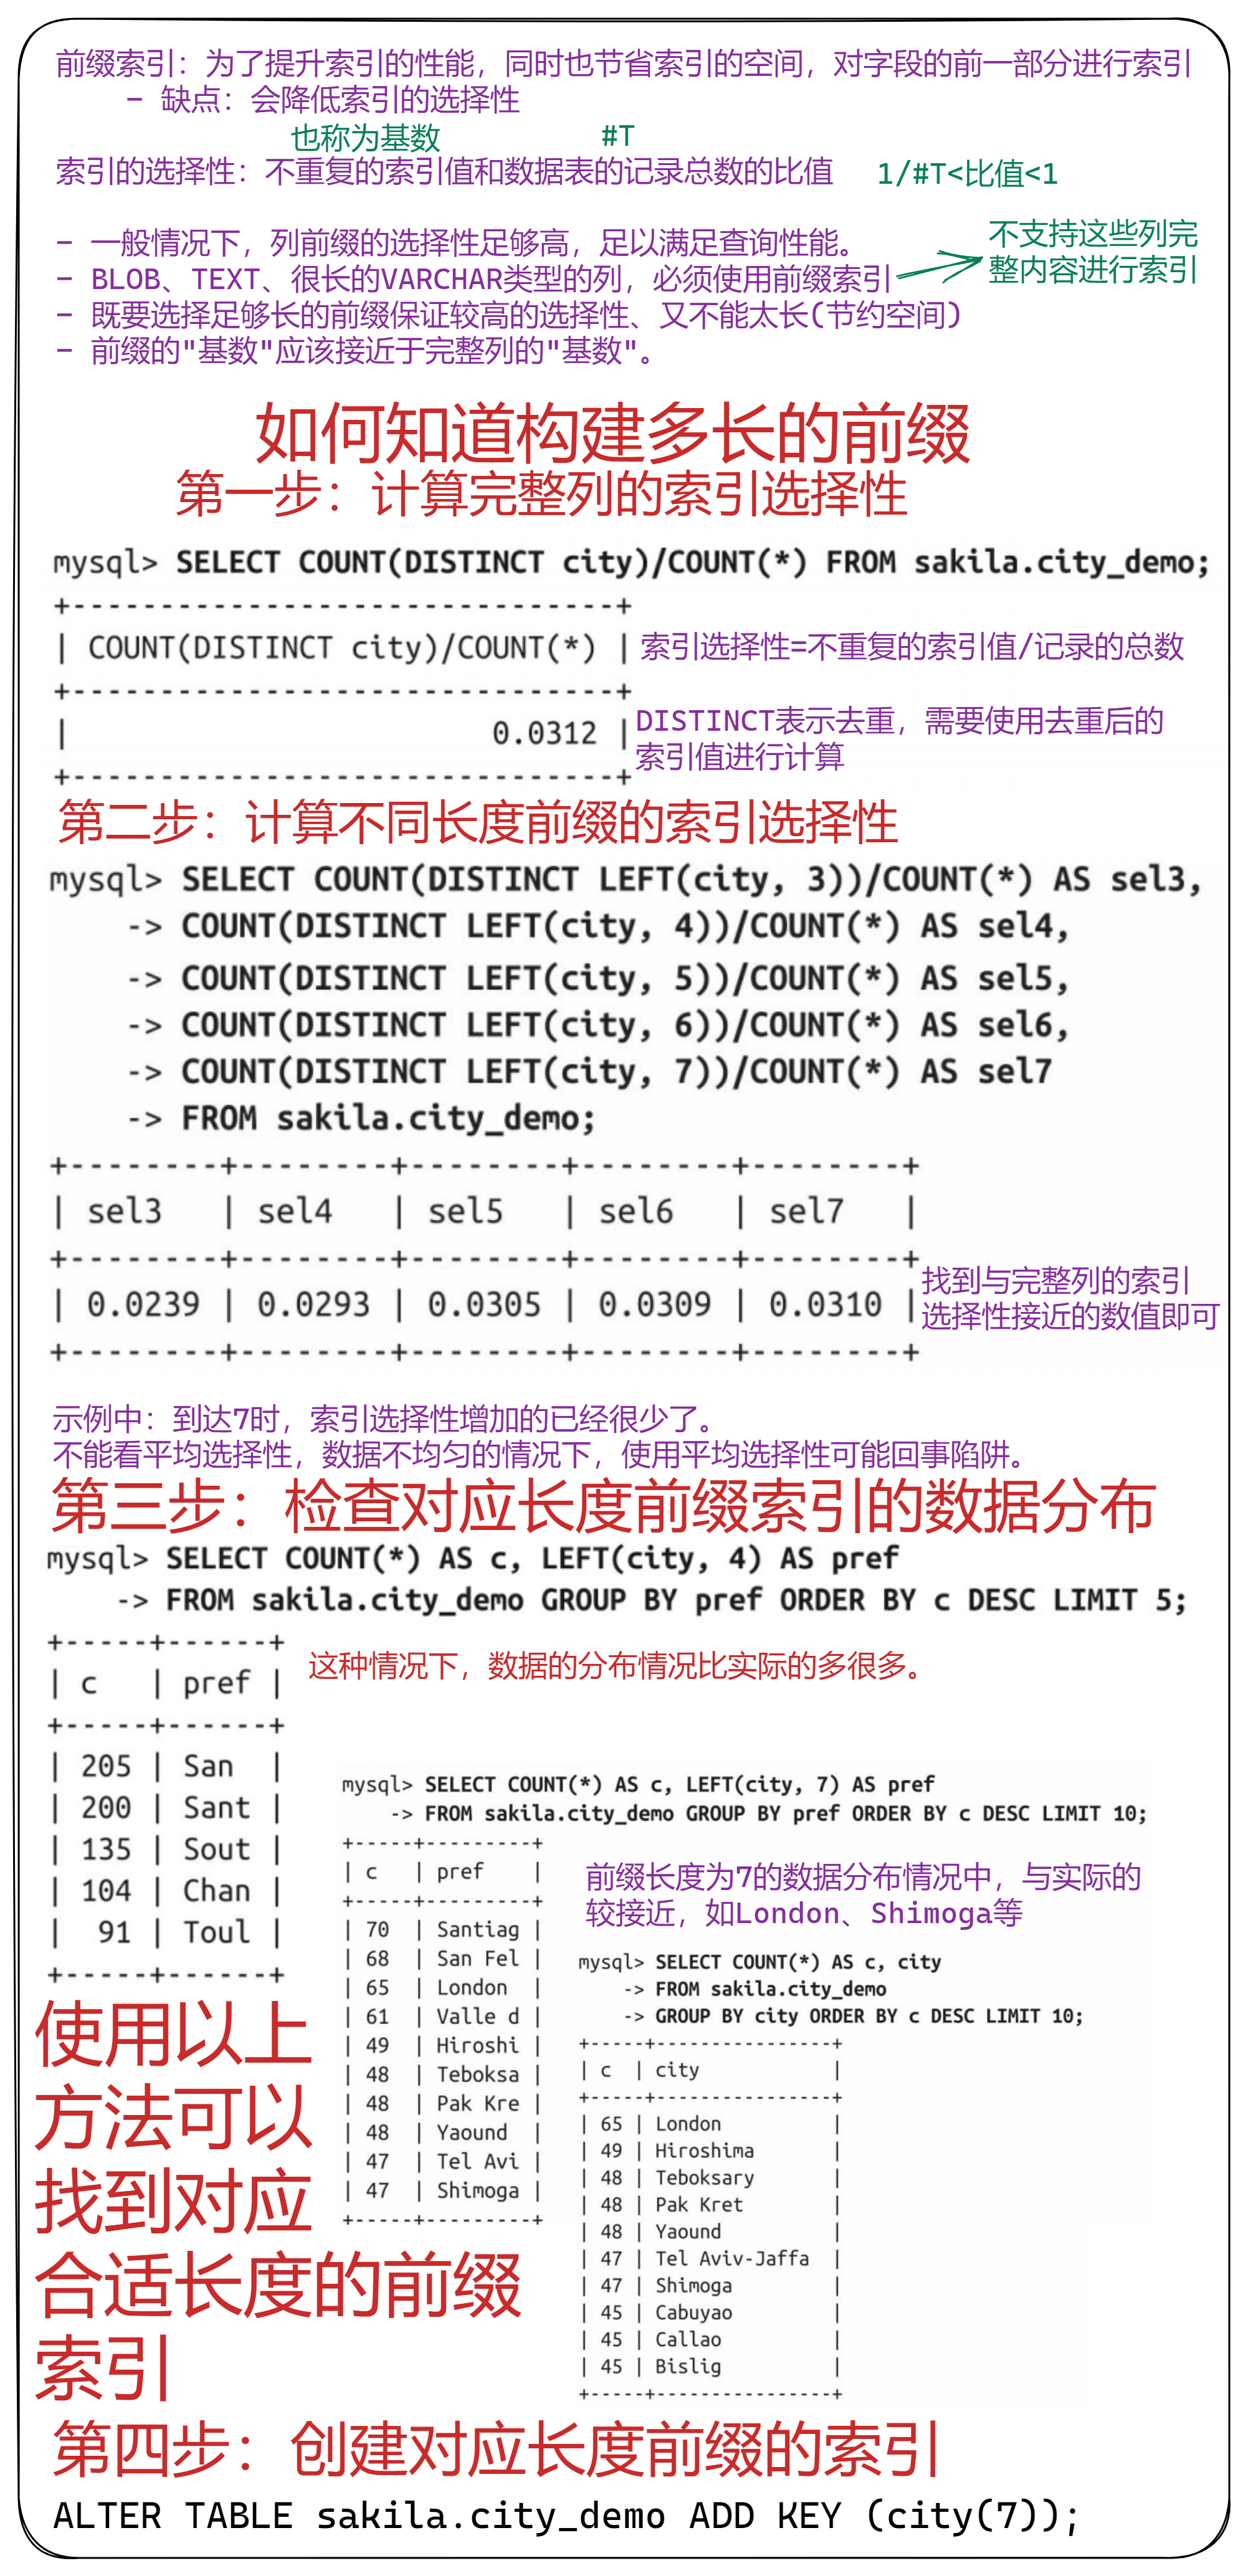 前缀索引：为了提升索引的性能，同时也节省索引的空间，对字段的前一部分进行索引
- 缺点：会降低索引的选择性
也称为基数 #T
索引的选择性：不重复的索引值和数据表的记录总数的比值 1/#T<比值<1
- 一般情况下，列前缀的选择性足够高，足以满足查询性能。
- BLOB、TEXT、很长的VARCHAR类型的列，必须使用前缀索引
不支持这些列完
整内容进行索引
- 既要选择足够长的前缀保证较高的选择性、又不能太长(节约空间)
- 前缀的"基数"应该接近于完整列的"基数"。
如何知道构建多长的前缀
第一步：计算完整列的索引选择性
mysql> SELECT COUNT(DISTINCT city)/COUNT(*) FROM sakila.city_demo;
+-------------------------------+
| COUNT(DISTINCT city)/COUNT(*) |
索引选择性=不重复的索引值/记录的总数
+-------------------------------+
| 0.0312 |
DISTINCT表示去重，需要使用去重后的
索引值进行计算
+-------------------------------+
第二步：计算不同长度前缀的索引选择性
mysql> SELECT COUNT(DISTINCT LEFT(city, 3))/COUNT(*) AS sel3,
-> COUNT(DISTINCT LEFT(city, 4))/COUNT(*) AS sel4,
-> COUNT(DISTINCT LEFT(city, 5))/COUNT(*) AS sel5,
-> COUNT(DISTINCT LEFT(city, 6))/COUNT(*) AS sel6,
-> COUNT(DISTINCT LEFT(city, 7))/COUNT(*) AS sel7
-> FROM sakila.city_demo;
+--------+--------+--------+--------+--------+
| sel3 | sel4 | sel5 | sel6 | sel7 |
+--------+--------+--------+--------+--------+
| 0.0239 | 0.0293 | 0.0305 | 0.0309 | 0.0310 |
+--------+--------+--------+--------+--------+
找到与完整列的索引
选择性接近的数值即可
示例中：到达7时，索引选择性增加的已经很少了。
不能看平均选择性，数据不均匀的情况下，使用平均选择性可能回事陷阱。
第三步：检查对应长度前缀索引的数据分布
mysql> SELECT COUNT(*) AS c, LEFT(city, 4) AS pref
-> FROM sakila.city_demo GROUP BY pref ORDER BY c DESC LIMIT 5;
+-----+------+
| c | pref |
+-----+------+
| 205 | San |
| 200 | Sant |
| 135 | Sout |
| 104 | Chan |
| 91 | Toul |
+-----+------+
这种情况下，数据的分布情况比实际的多很多。
mysql> SELECT COUNT(*) AS c, LEFT(city, 7) AS pref
-> FROM sakila.city_demo GROUP BY pref ORDER BY c DESC LIMIT 10;
+-----+---------+
| c | pref |
+-----+---------+
| 70 | Santiag |
| 68 | San Fel |
| 65 | London |
| 61 | Valle d |
| 49 | Hiroshi |
| 48 | Teboksa |
| 48 | Pak Kre |
| 48 | Yaound |
| 47 | Tel Avi |
| 47 | Shimoga |
+-----+---------+
前缀长度为7的数据分布情况中，与实际的
较接近，如London、Shimoga等
mysql> SELECT COUNT(*) AS c, city
-> FROM sakila.city_demo
-> GROUP BY city ORDER BY c DESC LIMIT 10;
+-----+----------------+
| c | city |
+-----+----------------+
| 65 | London |
| 49 | Hiroshima |
| 48 | Teboksary |
| 48 | Pak Kret |
| 48 | Yaound |
| 47 | Tel Aviv-Jaffa |
| 47 | Shimoga |
| 45 | Cabuyao |
| 45 | Callao |
| 45 | Bislig |
+-----+----------------+
使用以上
方法可以
找到对应
合适长度的前缀
索引
第四步：创建对应长度前缀的索引
ALTER TABLE sakila.city_demo ADD KEY (city(7));